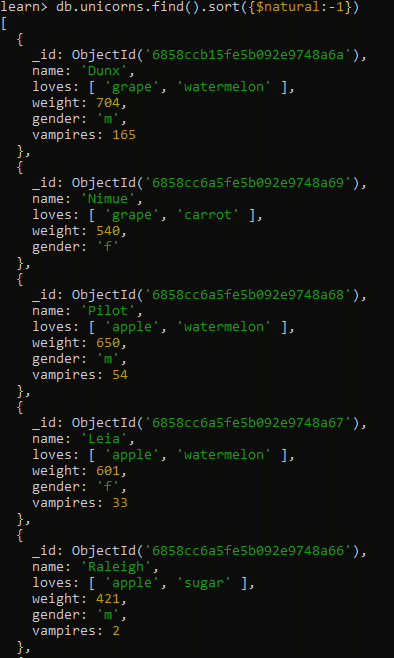 learn> db.unicorns.find().sort({$natural:-1})
[
  {
    _id: ObjectId('6858ccb15fe5b092e9748a6a'),
    name: 'Dunx',
    loves: [ 'grape', 'watermelon' ],
    weight: 704,
    gender: 'm',
    vampires: 165
  },
  {
    _id: ObjectId('6858cc6a5fe5b092e9748a69'),
    name: 'Nimue',
    loves: [ 'grape', 'carrot' ],
    weight: 540,
    gender: 'f'
  },
  {
    _id: ObjectId('6858cc6a5fe5b092e9748a68'),
    name: 'Pilot',
    loves: [ 'apple', 'watermelon' ],
    weight: 650,
    gender: 'm',
    vampires: 54
  },
  {
    _id: ObjectId('6858cc6a5fe5b092e9748a67'),
    name: 'Leia',
    loves: [ 'apple', 'watermelon' ],
    weight: 601,
    gender: 'f',
    vampires: 33
  },
  {
    _id: ObjectId('6858cc6a5fe5b092e9748a66'),
    name: 'Raleigh',
    loves: [ 'apple', 'sugar' ],
    weight: 421,
    gender: 'm',
    vampires: 2
  },